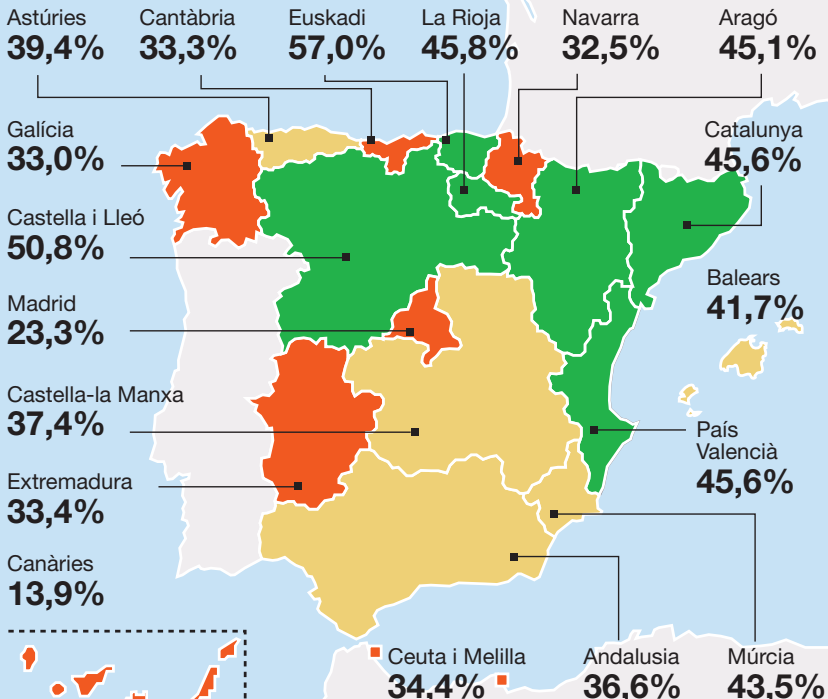 Astúries
39,4%
Cantàbria
33,3%
Euskadi
57,0%
La Rioja
45,8%
Navarra
32,5%
Aragó
45,1%
Galícia
33,0%
Catalunya
45,6%
Castella i Lleó
50,8%
Balears
41,7%
Madrid
23,3%
Castella-la Manxa
37,4%
País
Valencià
45,6%
Extremadura
33,4%
Canàries
13,9%
Ceuta i Melilla
34,4%
Andalusia
36,6%
Múrcia
43,5%